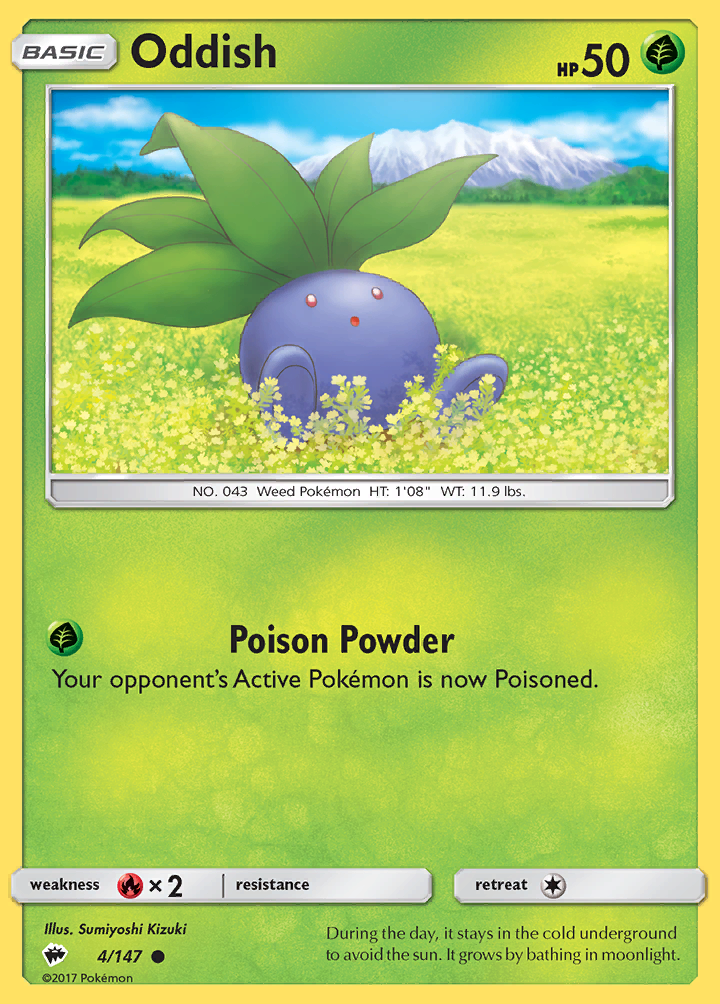 BASIC Oddish HP50
NO. 043 Weed Pokémon HT: 1'08" WT: 11.9 lbs.
Poison Powder
Your opponent's Active Pokémon is now Poisoned.
weakness × 2 resistance retreat
Illus. Sumiyoshi Kizuki
4/147
©2017 Pokémon
During the day, it stays in the cold underground
to avoid the sun. It grows by bathing in moonlight.